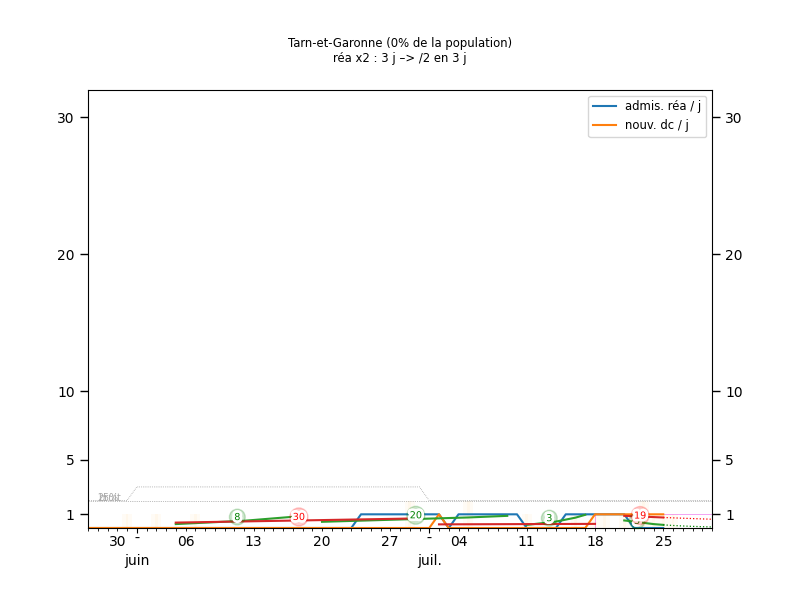 Tarn-et-Garonne (0% de la population)
réa x2 : 3 j –> /2 en 3 j
admis. réa / j
nouv. dc / j
30 30
20 20
10 10
5 5
1 1
8 30 20 3 19
30 06 13 20 27 04 11 18 25
juin juil.